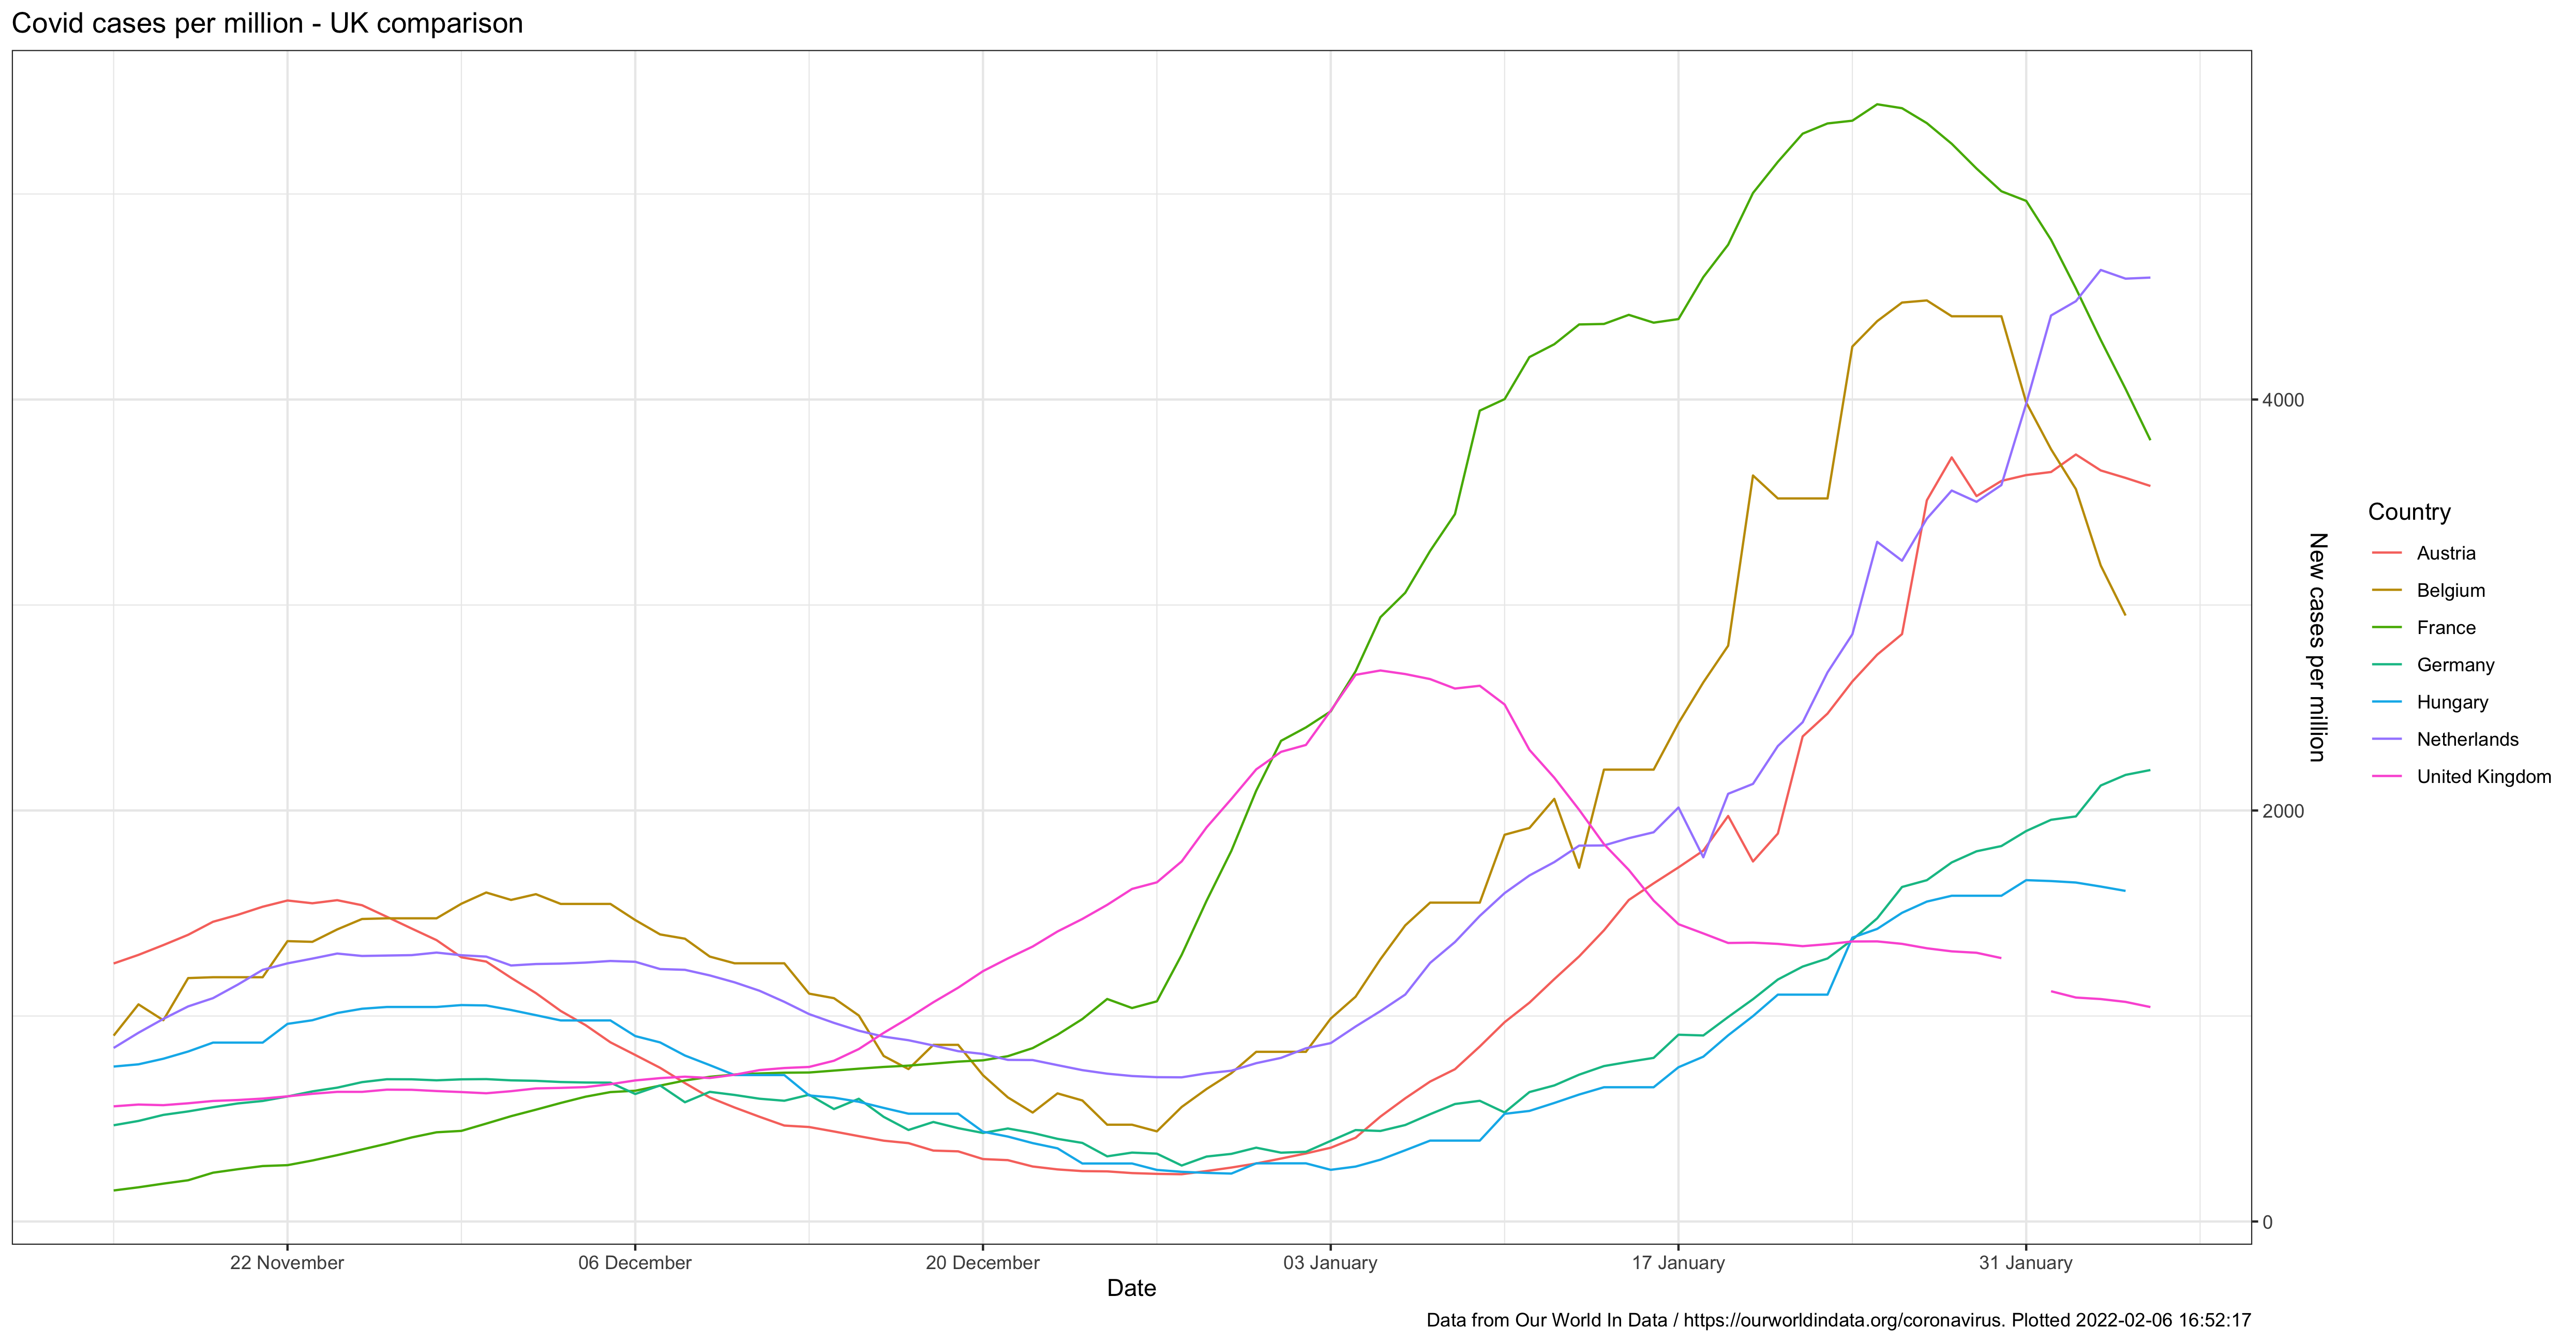 Covid cases per million - UK comparison
4000
2000
0
New cases per million
22 November
06 December
20 December
03 January
17 January
31 January
Date
Country
Austria
Belgium
France
Germany
Hungary
Netherlands
United Kingdom
Data from Our World In Data / https://ourworldindata.org/coronavirus. Plotted 2022-02-06 16:52:17